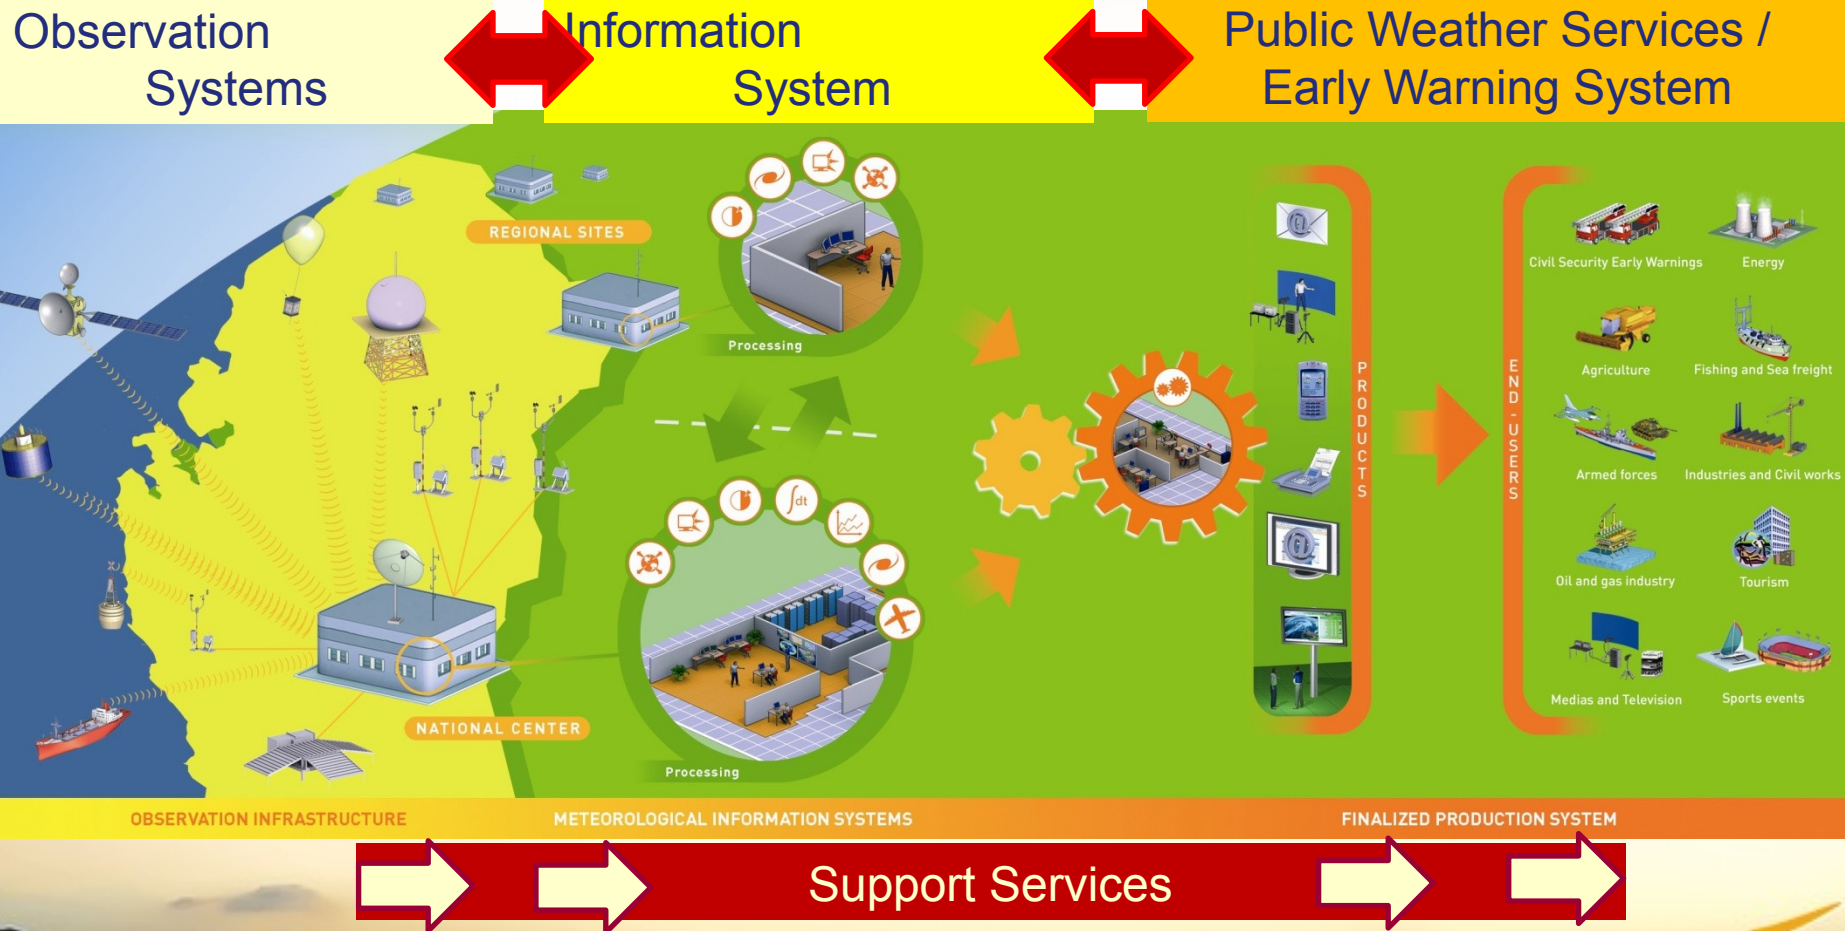 Observation
Systems
Information
System
Public Weather Services /
Early Warning System
REGIONAL SITES
Processing
∫dt
NATIONAL CENTER
Processing
PRODUCTS
END-USERS
Civil Security Early Warnings
Energy
Agriculture
Fishing and Sea freight
Armed forces
Industries and Civil works
Oil and gas industry
Tourism
Medias and Television
Sports events
OBSERVATION INFRASTRUCTURE
METEOROLOGICAL INFORMATION SYSTEMS
FINALIZED PRODUCTION SYSTEM
Support Services